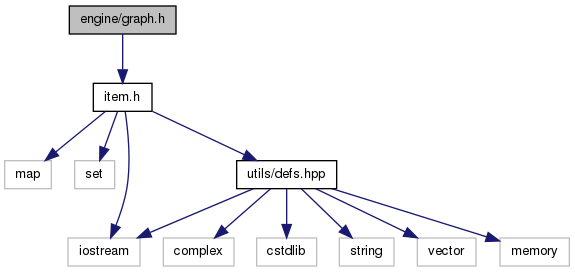 engine/graph.h
item.h
map
set
utils/defs.hpp
iostream
complex
cstdlib
string
vector
memory